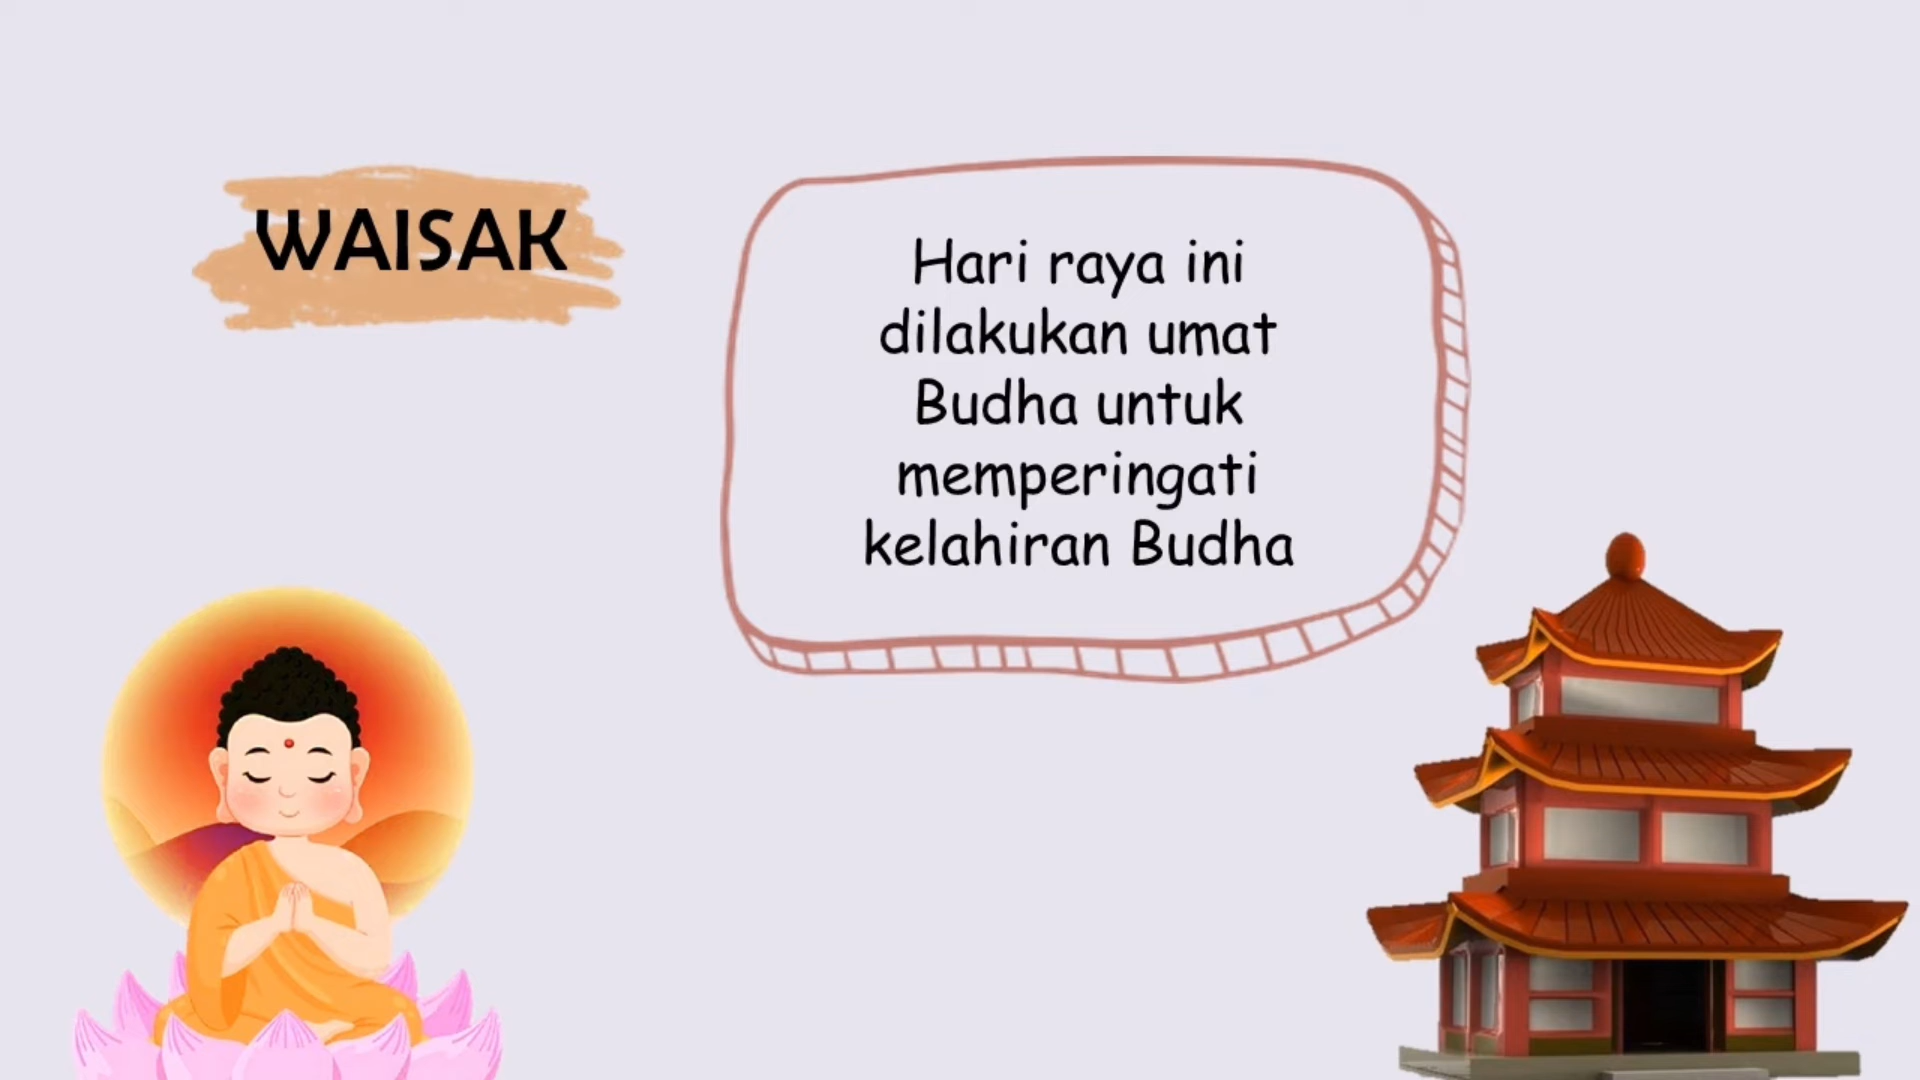 WAISAK
Hari raya ini
dilakukan umat
Budha untuk
memperingati
kelahiran Budha